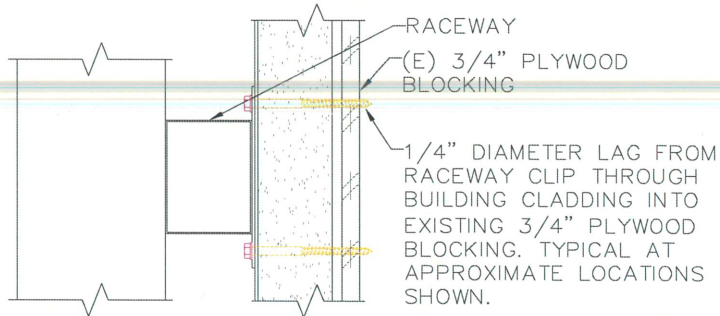 RACEWAY
(E) 3/4" PLYWOOD
BLOCKING
1/4" DIAMETER LAG FROM
RACEWAY CLIP THROUGH
BUILDING CLADDING INTO
EXISTING 3/4" PLYWOOD
BLOCKING. TYPICAL AT
APPROXIMATE LOCATIONS
SHOWN.